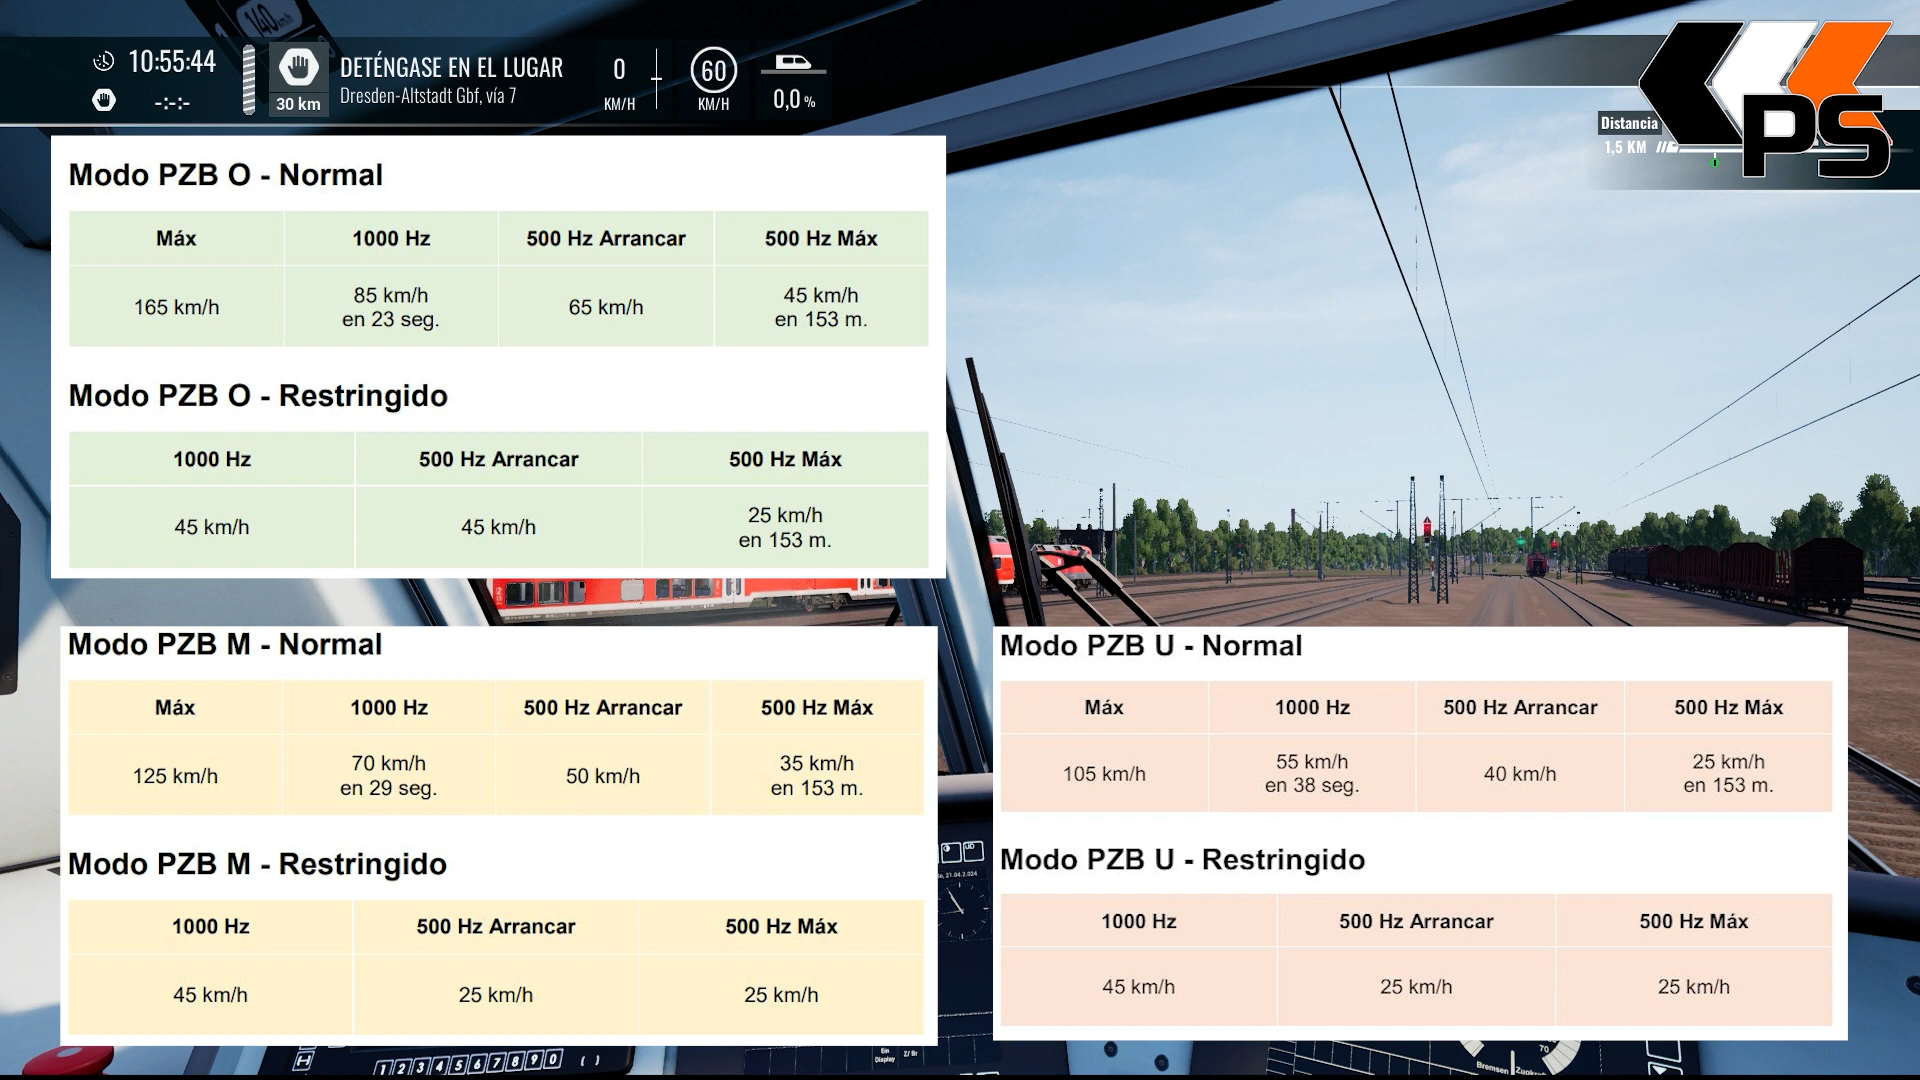 140 km/h
10:55:44
-:-:-
30 km
DETÉNGASE EN EL LUGAR
Dresden-Altstadt Gbf, vía 7
0
KM/H
60
KM/H
0,0 %
PS
Distancia
1,5 KM
Modo PZB O - Normal
Máx 1000 Hz 500 Hz Arrancar 500 Hz Máx
165 km/h 85 km/h en 23 seg. 65 km/h 45 km/h en 153 m.
Modo PZB O - Restringido
1000 Hz 500 Hz Arrancar 500 Hz Máx
45 km/h 45 km/h 25 km/h en 153 m.
Modo PZB M - Normal
Máx 1000 Hz 500 Hz Arrancar 500 Hz Máx
125 km/h 70 km/h en 29 seg. 50 km/h 35 km/h en 153 m.
Modo PZB M - Restringido
1000 Hz 500 Hz Arrancar 500 Hz Máx
45 km/h 25 km/h 25 km/h
Modo PZB U - Normal
Máx 1000 Hz 500 Hz Arrancar 500 Hz Máx
105 km/h 55 km/h en 38 seg. 40 km/h 25 km/h en 153 m.
Modo PZB U - Restringido
1000 Hz 500 Hz Arrancar 500 Hz Máx
45 km/h 25 km/h 25 km/h
1 2 3 4 5 6 7 8 9 0 ( )
Ein Display
Z/ Br
70
Bremsen